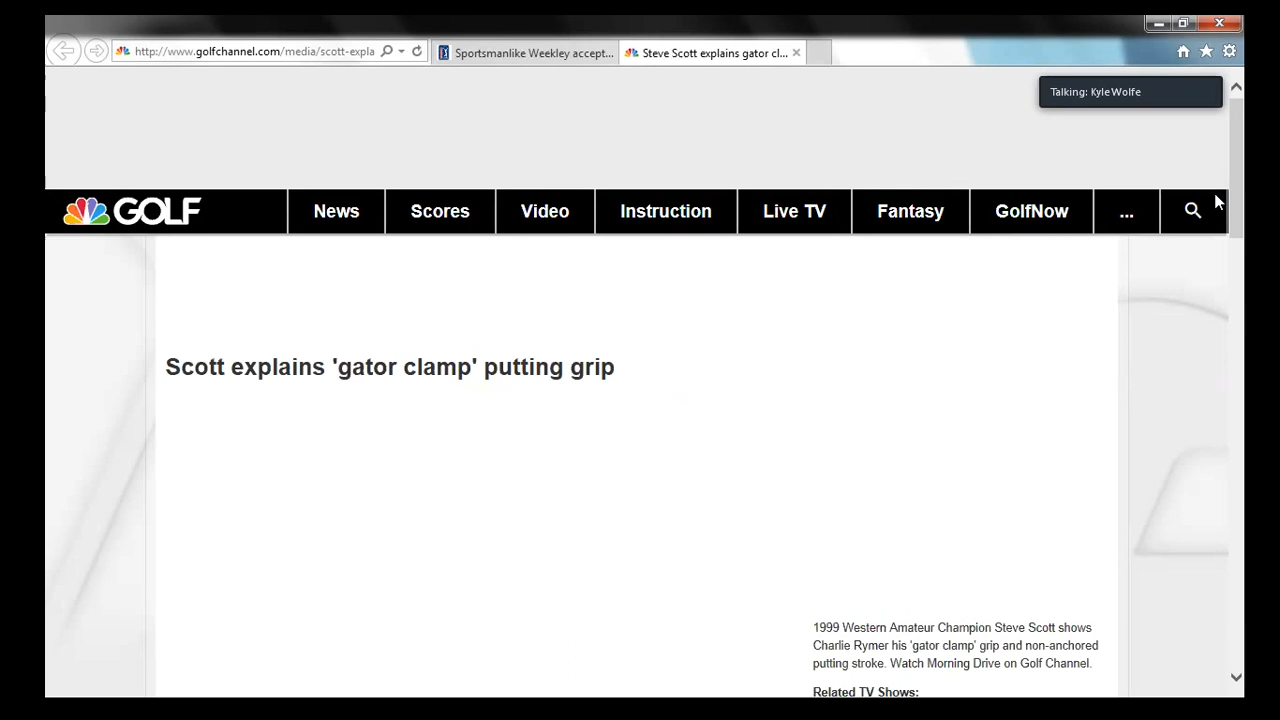 http://www.golfchannel.com/media/scott-expla
Sportsmanlike Weekley accept...
Steve Scott explains gator cl...
Talking: Kyle Wolfe
GOLF
News
Scores
Video
Instruction
Live TV
Fantasy
GolfNow
...
Scott explains 'gator clamp' putting grip
1999 Western Amateur Champion Steve Scott shows
Charlie Rymer his 'gator clamp' grip and non-anchored
putting stroke. Watch Morning Drive on Golf Channel.
Related TV Shows: